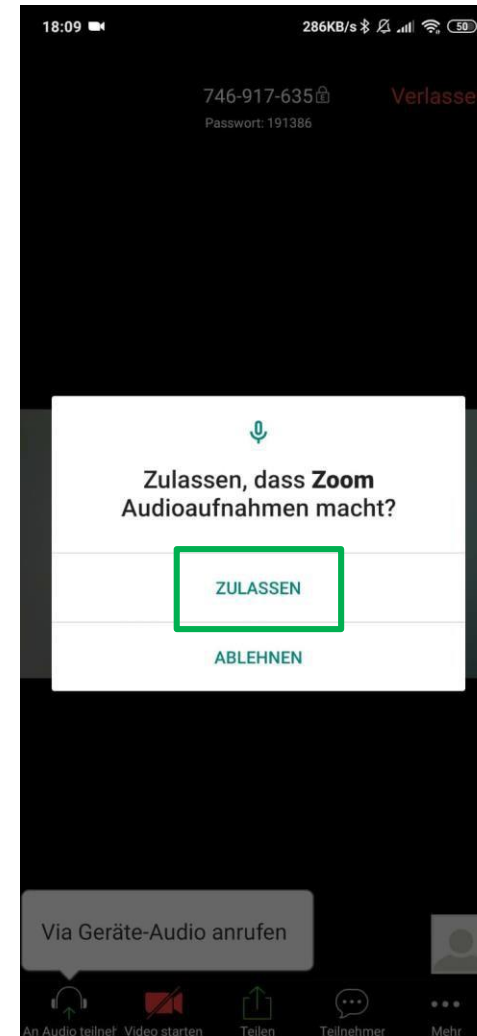 18:09 286KB/s 50
746-917-635 Verlasse
Passwort: 191386
Zulassen, dass Zoom
Audioaufnahmen macht?
ZULASSEN
ABLEHNEN
Via Geräte-Audio anrufen
An Audio teilneh Video starten Teilen Teilnehmer Mehr